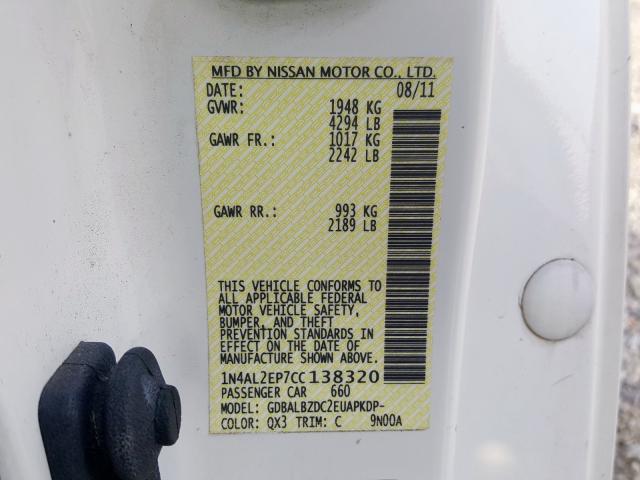 MFD BY NISSAN MOTOR CO., LTD.
DATE: 08/11
GVWR: 1948 KG
4294 LB
GAWR FR.: 1017 KG
2242 LB
GAWR RR.: 993 KG
2189 LB
THIS VEHICLE CONFORMS TO
ALL APPLICABLE FEDERAL
MOTOR VEHICLE SAFETY,
BUMPER, AND THEFT
PREVENTION STANDARDS IN
EFFECT ON THE DATE OF
MANUFACTURE SHOWN ABOVE.
1N4AL2EP7CC138320
PASSENGER CAR 660
MODEL: GDBALBZDC2EUAPKDP-
COLOR: QX3 TRIM: C 9N00A